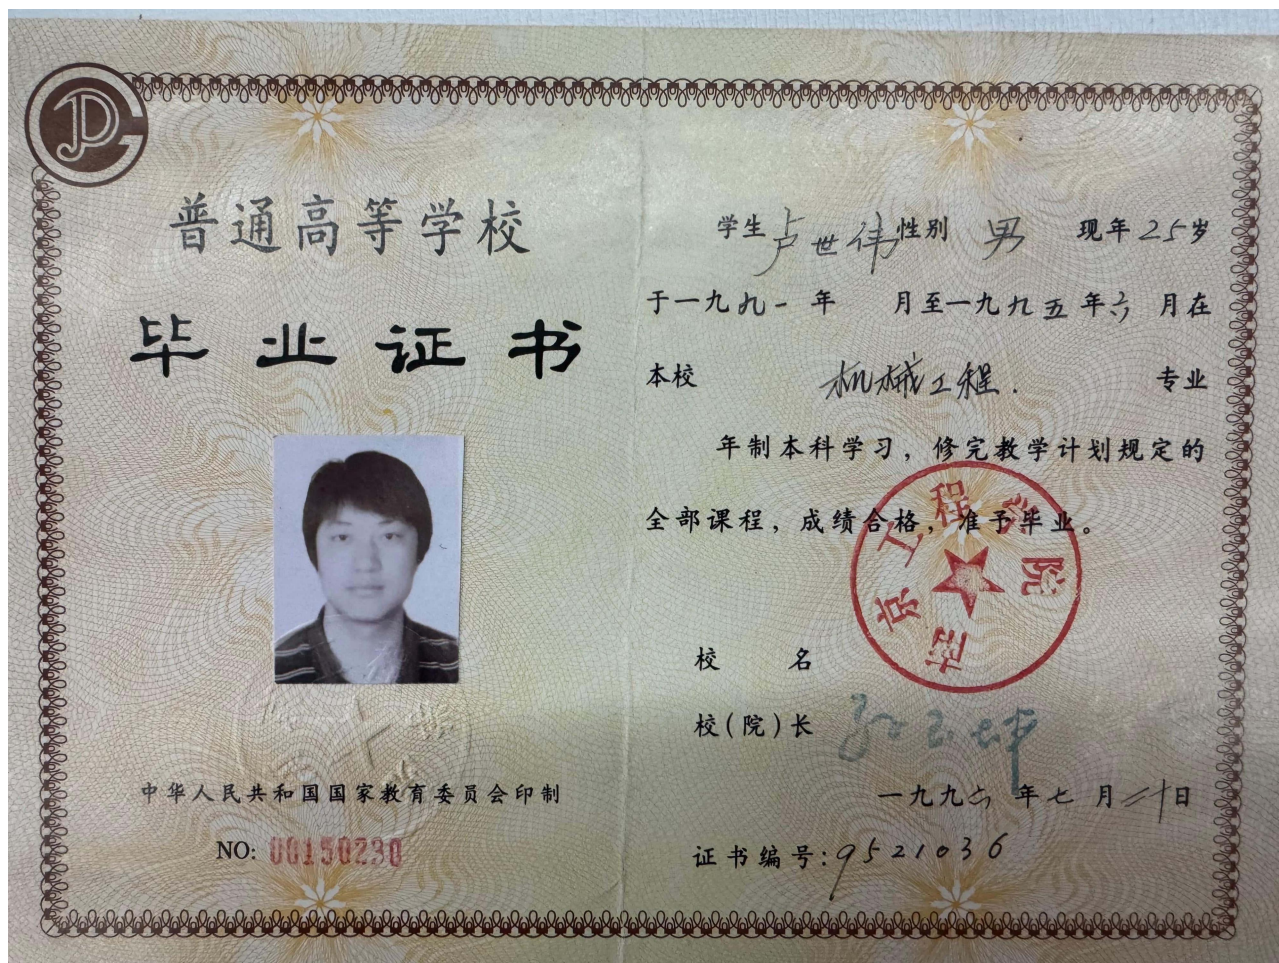 普通高等学校
毕业证书
中华人民共和国国家教育委员会印制
NO: 00150230
学生 卢世伟 性别 男 现年 25 岁
于一九九一年 月至一九九五年六月在
本校 机械工程. 专业
年制本科学习，修完教学计划规定的
全部课程，成绩合格，准予毕业。
京工程学院
校 名
校(院)长
一九九六年七月二十日
证书编号:9521036